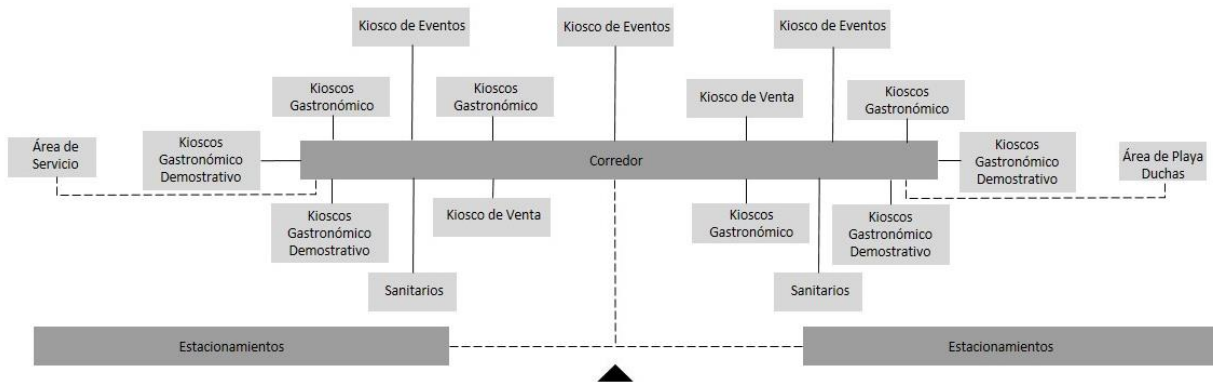 Kiosco de Eventos
Kiosco de Eventos
Kiosco de Eventos
Kioscos
Gastronómico
Kioscos
Gastronómico
Kiosco de Venta
Kioscos
Gastronómico
Área de
Servicio
Kioscos
Gastronómico
Demostrativo
Corredor
Kioscos
Gastronómico
Demostrativo
Área de Playa
Duchas
Kioscos
Gastronómico
Demostrativo
Kiosco de Venta
Kioscos
Gastronómico
Kioscos
Gastronómico
Demostrativo
Sanitarios
Sanitarios
Estacionamientos
Estacionamientos